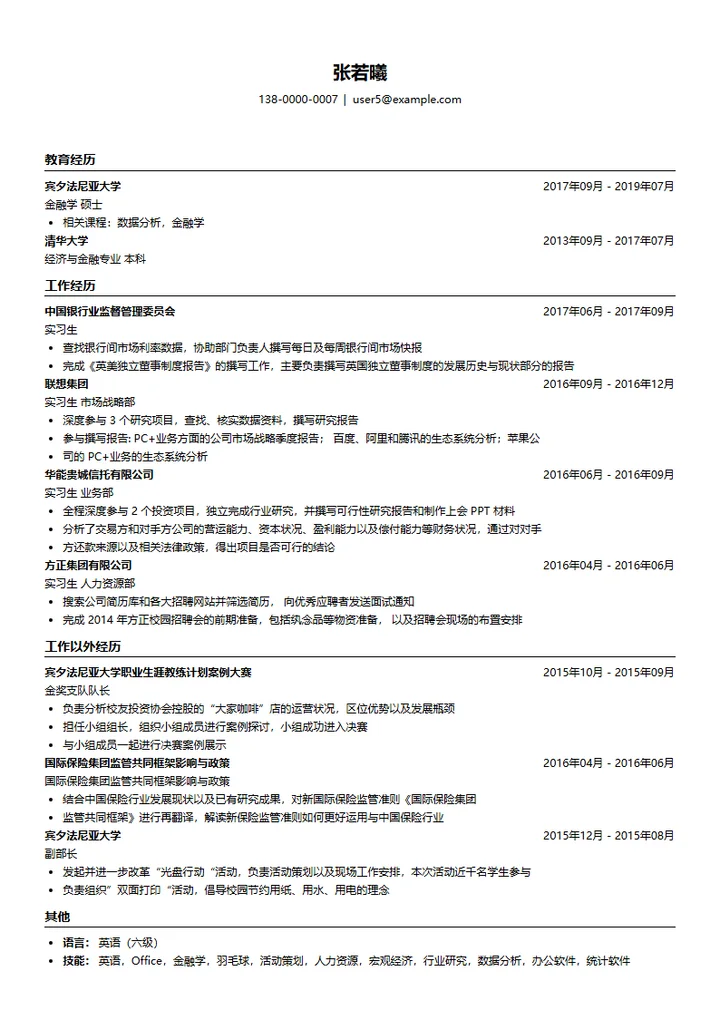 张若曦
138-0000-0007 | user5@example.com
教育经历
宾夕法尼亚大学 2017年09月 - 2019年07月
金融学 硕士
• 相关课程：数据分析，金融学
清华大学 2013年09月 - 2017年07月
经济与金融专业 本科
工作经历
中国银行业监督管理委员会 2017年06月 - 2017年09月
实习生
• 查找银行间市场利率数据，协助部门负责人撰写每日及每周银行间市场快报
• 完成《英美独立董事制度报告》的撰写工作，主要负责撰写英国独立董事制度的发展历史与现状部分的报告
联想集团 2016年09月 - 2016年12月
实习生 市场战略部
• 深度参与 3 个研究项目，查找、核实数据资料，撰写研究报告
• 参与撰写报告: PC+业务方面的公司市场战略季度报告； 百度、阿里和腾讯的生态系统分析；苹果公
• 司的 PC+业务的生态系统分析
华能贵诚信托有限公司 2016年06月 - 2016年09月
实习生 业务部
• 全程深度参与 2 个投资项目，独立完成行业研究，并撰写可行性研究报告和制作上会 PPT 材料
• 分析了交易方和对手方公司的营运能力、资本状况、盈利能力以及偿付能力等财务状况，通过对对手
• 方还款来源以及相关法律政策，得出项目是否可行的结论
方正集团有限公司 2016年04月 - 2016年06月
实习生 人力资源部
• 搜索公司简历库和各大招聘网站并筛选简历， 向优秀应聘者发送面试通知
• 完成 2014 年方正校园招聘会的前期准备，包括纨念品等物资准备， 以及招聘会现场的布置安排
工作以外经历
宾夕法尼亚大学职业生涯教练计划案例大赛 2015年10月 - 2015年09月
金奖支队队长
• 负责分析校友投资协会控股的“大家咖啡”店的运营状况，区位优势以及发展瓶颈
• 担任小组组长，组织小组成员进行案例探讨，小组成功进入决赛
• 与小组成员一起进行决赛案例展示
国际保险集团监管共同框架影响与政策 2016年04月 - 2016年06月
国际保险集团监管共同框架影响与政策
• 结合中国保险行业发展现状以及已有研究成果，对新国际保险监管准则《国际保险集团
• 监管共同框架》进行再翻译，解读新保险监管准则如何更好运用与中国保险行业
宾夕法尼亚大学 2015年12月 - 2015年08月
副部长
• 发起并进一步改革“光盘行动“活动，负责活动策划以及现场工作安排，本次活动近千名学生参与
• 负责组织”双面打印“活动，倡导校园节约用纸、用水、用电的理念
其他
• 语言： 英语（六级）
• 技能： 英语，Office，金融学，羽毛球，活动策划，人力资源，宏观经济，行业研究，数据分析，办公软件，统计软件